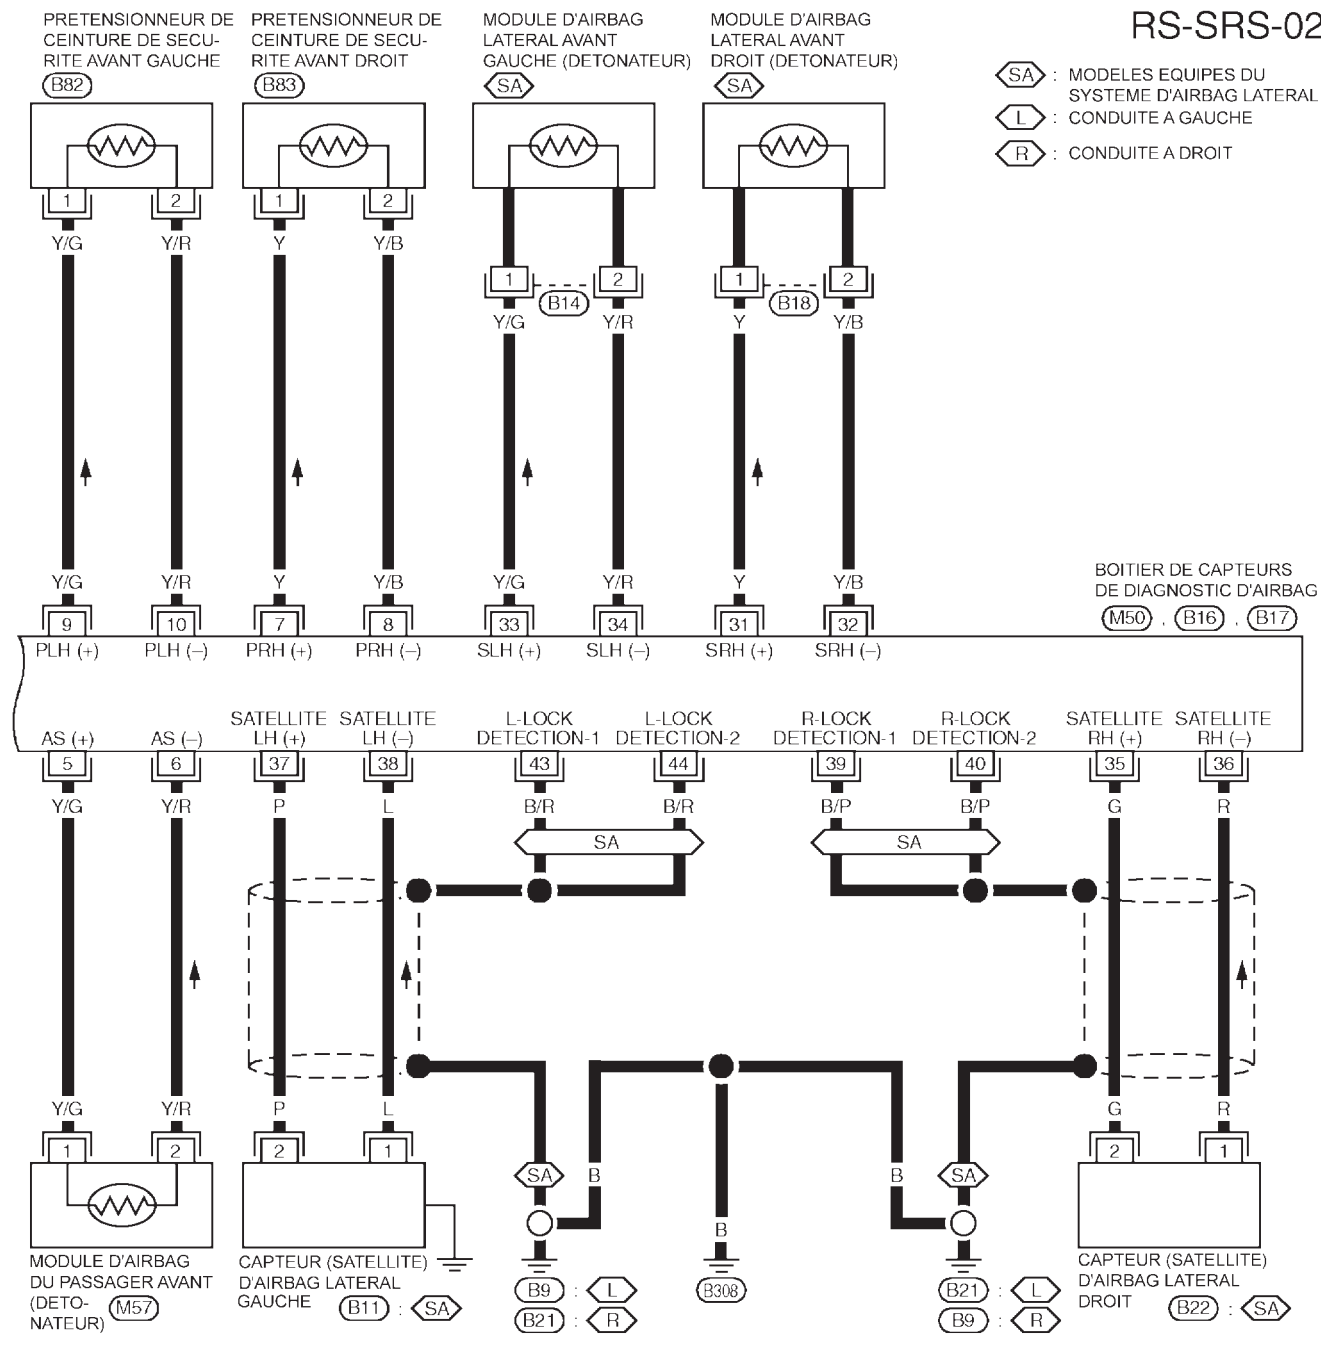 RS-SRS-02
PRETENSIONNEUR DE
CEINTURE DE SECU-
RITE AVANT GAUCHE
B82
PRETENSIONNEUR DE
CEINTURE DE SECU-
RITE AVANT DROIT
B83
MODULE D'AIRBAG
LATERAL AVANT
GAUCHE (DETONATEUR)
SA
MODULE D'AIRBAG
LATERAL AVANT
DROIT (DETONATEUR)
SA
SA : MODELES EQUIPES DU
SYSTEME D'AIRBAG LATERAL
L : CONDUITE A GAUCHE
R : CONDUITE A DROIT
1 2 1 2
Y/G Y/R Y Y/B
1 2 1 2
B14 B18
Y/G Y/R Y Y/B
Y/G Y/R Y Y/B Y/G Y/R Y Y/B
BOITIER DE CAPTEURS
DE DIAGNOSTIC D'AIRBAG
M50 , B16 , B17
9 10 7 8 33 34 31 32
PLH (+) PLH (–) PRH (+) PRH (–) SLH (+) SLH (–) SRH (+) SRH (–)
AS (+) AS (–)
SATELLITE
LH (+)
SATELLITE
LH (–)
L-LOCK
DETECTION-1
L-LOCK
DETECTION-2
R-LOCK
DETECTION-1
R-LOCK
DETECTION-2
SATELLITE
RH (+)
SATELLITE
RH (–)
5 6 37 38 43 44 39 40 35 36
Y/G Y/R P L B/R B/R B/P B/P G R
SA SA
Y/G Y/R P L G R
1 2 2 1 2 1
SA B B SA
B
MODULE D'AIRBAG
DU PASSAGER AVANT
(DETO-
NATEUR) M57
CAPTEUR (SATELLITE)
D'AIRBAG LATERAL
GAUCHE B11 : SA
B9 : L
B21 : R
B308
B21 : L
B9 : R
CAPTEUR (SATELLITE)
D'AIRBAG LATERAL
DROIT B22 : SA